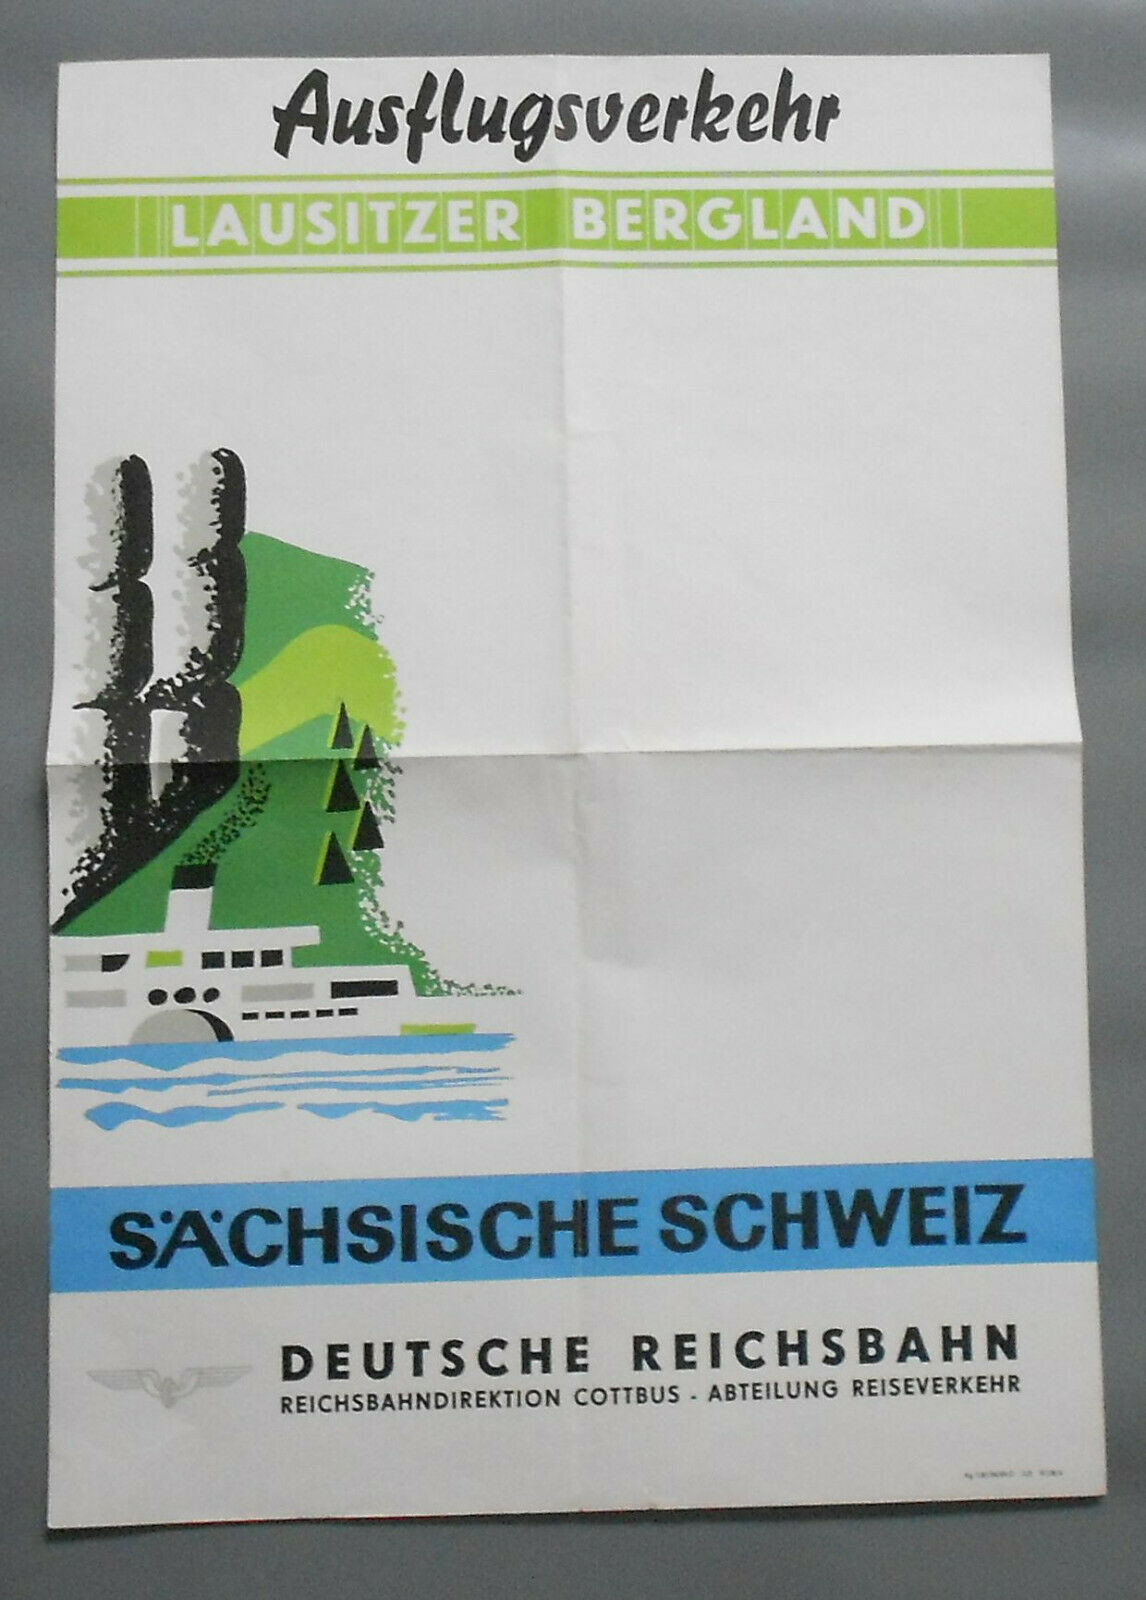 Ausflugsverkehr
LAUSITZER BERGLAND
SÄCHSISCHE SCHWEIZ
DEUTSCHE REICHSBAHN
REICHSBAHNDIREKTION COTTBUS - ABTEILUNG REISEVERKEHR